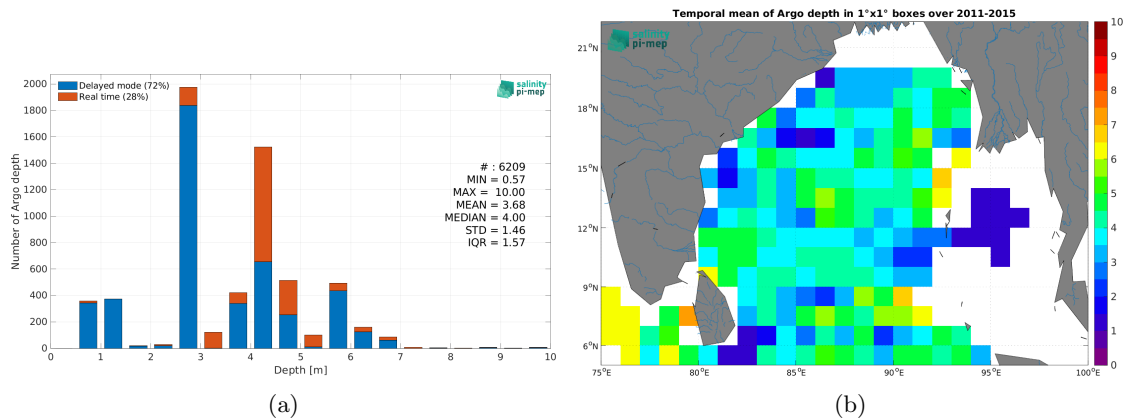 Number of Argo depth
2000
1800
1600
1400
1200
1000
800
600
400
200
0
Delayed mode (72%)
Real time (28%)
salinity
pi-mep
# : 6209
MIN = 0.57
MAX = 10.00
MEAN = 3.68
MEDIAN = 4.00
STD = 1.46
IQR = 1.57
0 1 2 3 4 5 6 7 8 9 10
Depth [m]
(a)
Temporal mean of Argo depth in 1°x1° boxes over 2011-2015
salinity
pi-mep
21°N
18°N
15°N
12°N
9°N
6°N
75°E 80°E 85°E 90°E 95°E 100°E
10
9
8
7
6
5
4
3
2
1
0
(b)